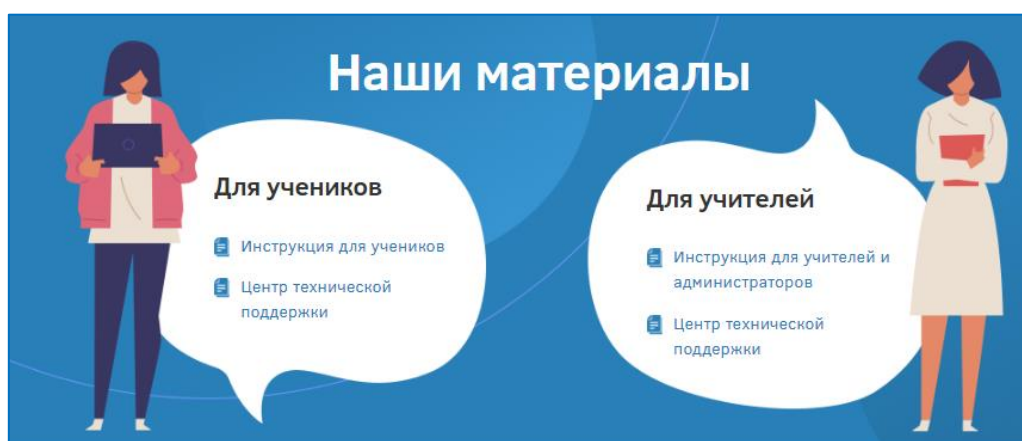 Наши материалы
Для учеников
Инструкция для учеников
Центр технической
поддержки
Для учителей
Инструкция для учителей и
администраторов
Центр технической
поддержки